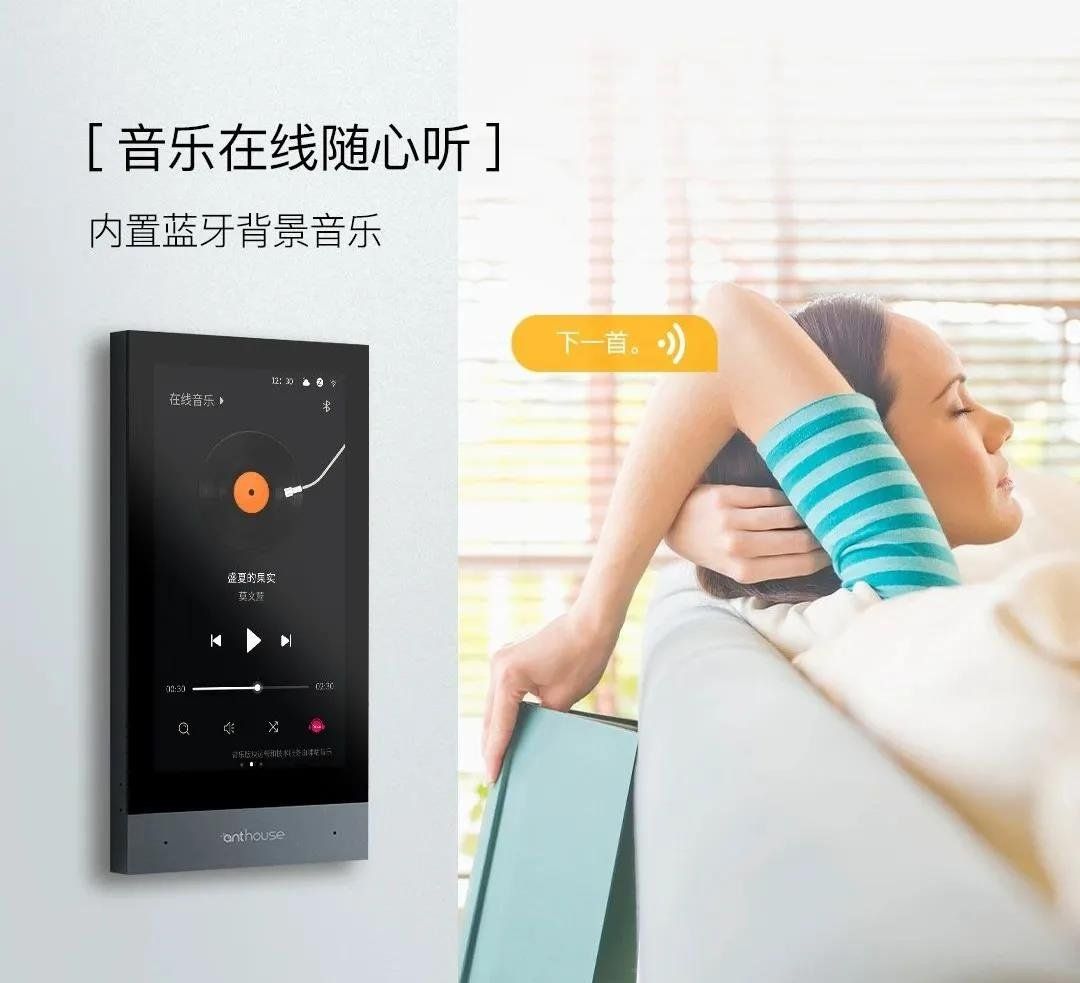 [ 音乐在线随心听 ]
内置蓝牙背景音乐
下一首。
12:30
在线音乐
盛夏的果实
莫文蔚
00:30
02:30
anthouse